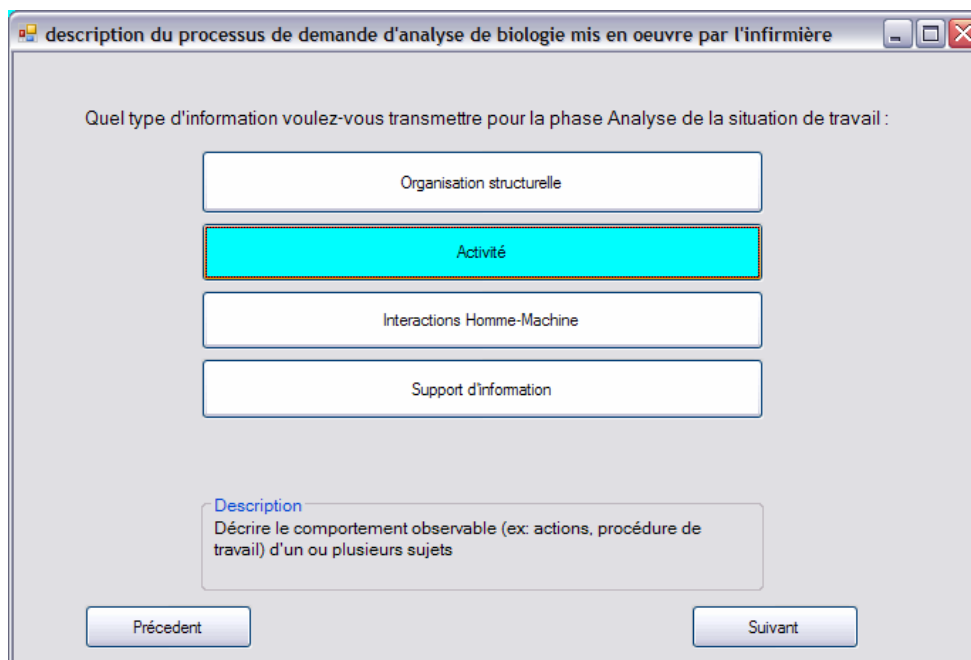 description du processus de demande d'analyse de biologie mis en oeuvre par l'infirmière
Quel type d'information voulez-vous transmettre pour la phase Analyse de la situation de travail :
Organisation structurelle
Activité
Interactions Homme-Machine
Support d'information
Description
Décrire le comportement observable (ex: actions, procédure de
travail) d'un ou plusieurs sujets
Précedent
Suivant